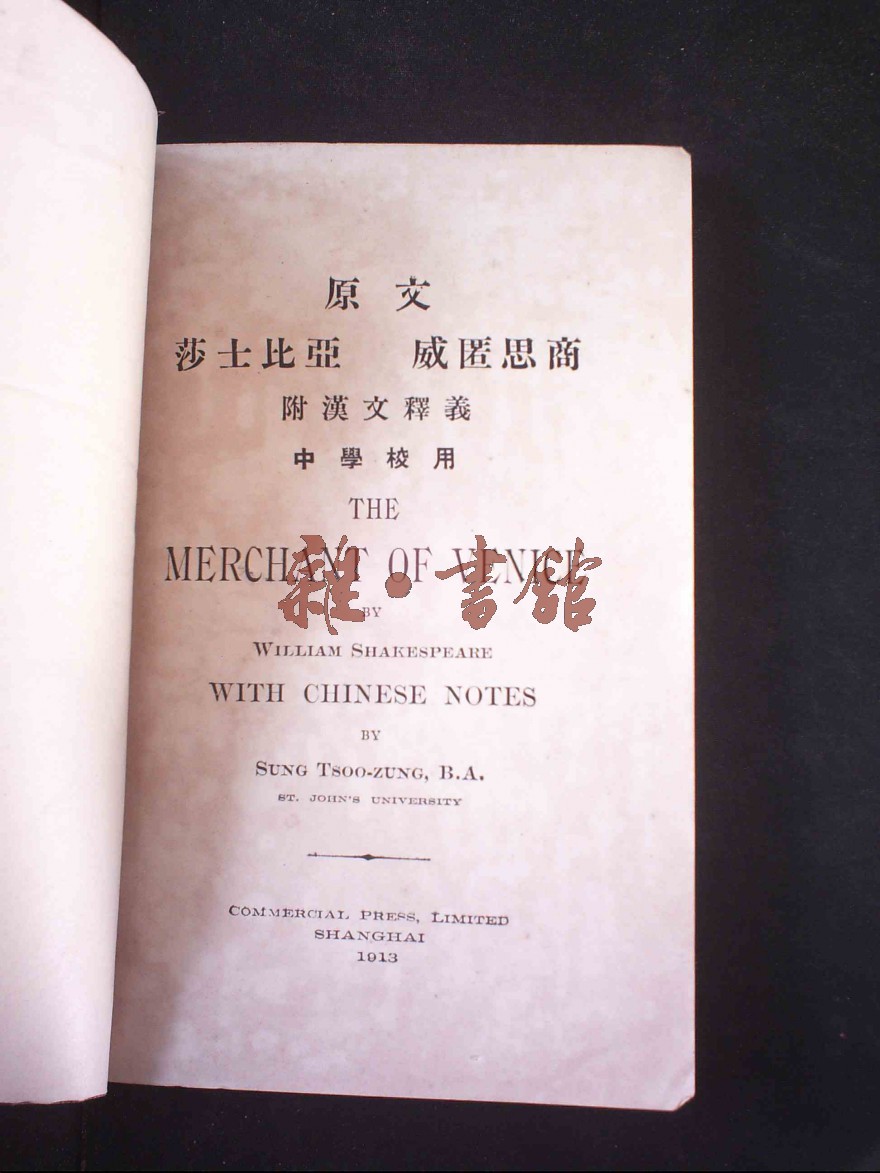 原文
莎士比亞 威匿思商
附漢文釋義
中學校用
THE
MERCHANT OF VENICE
雜·書館
BY
WILLIAM SHAKESPEARE
WITH CHINESE NOTES
BY
SUNG TSOO-ZUNG, B.A.
ST. JOHN'S UNIVERSITY
COMMERCIAL PRESS, LIMITED
SHANGHAI
1913